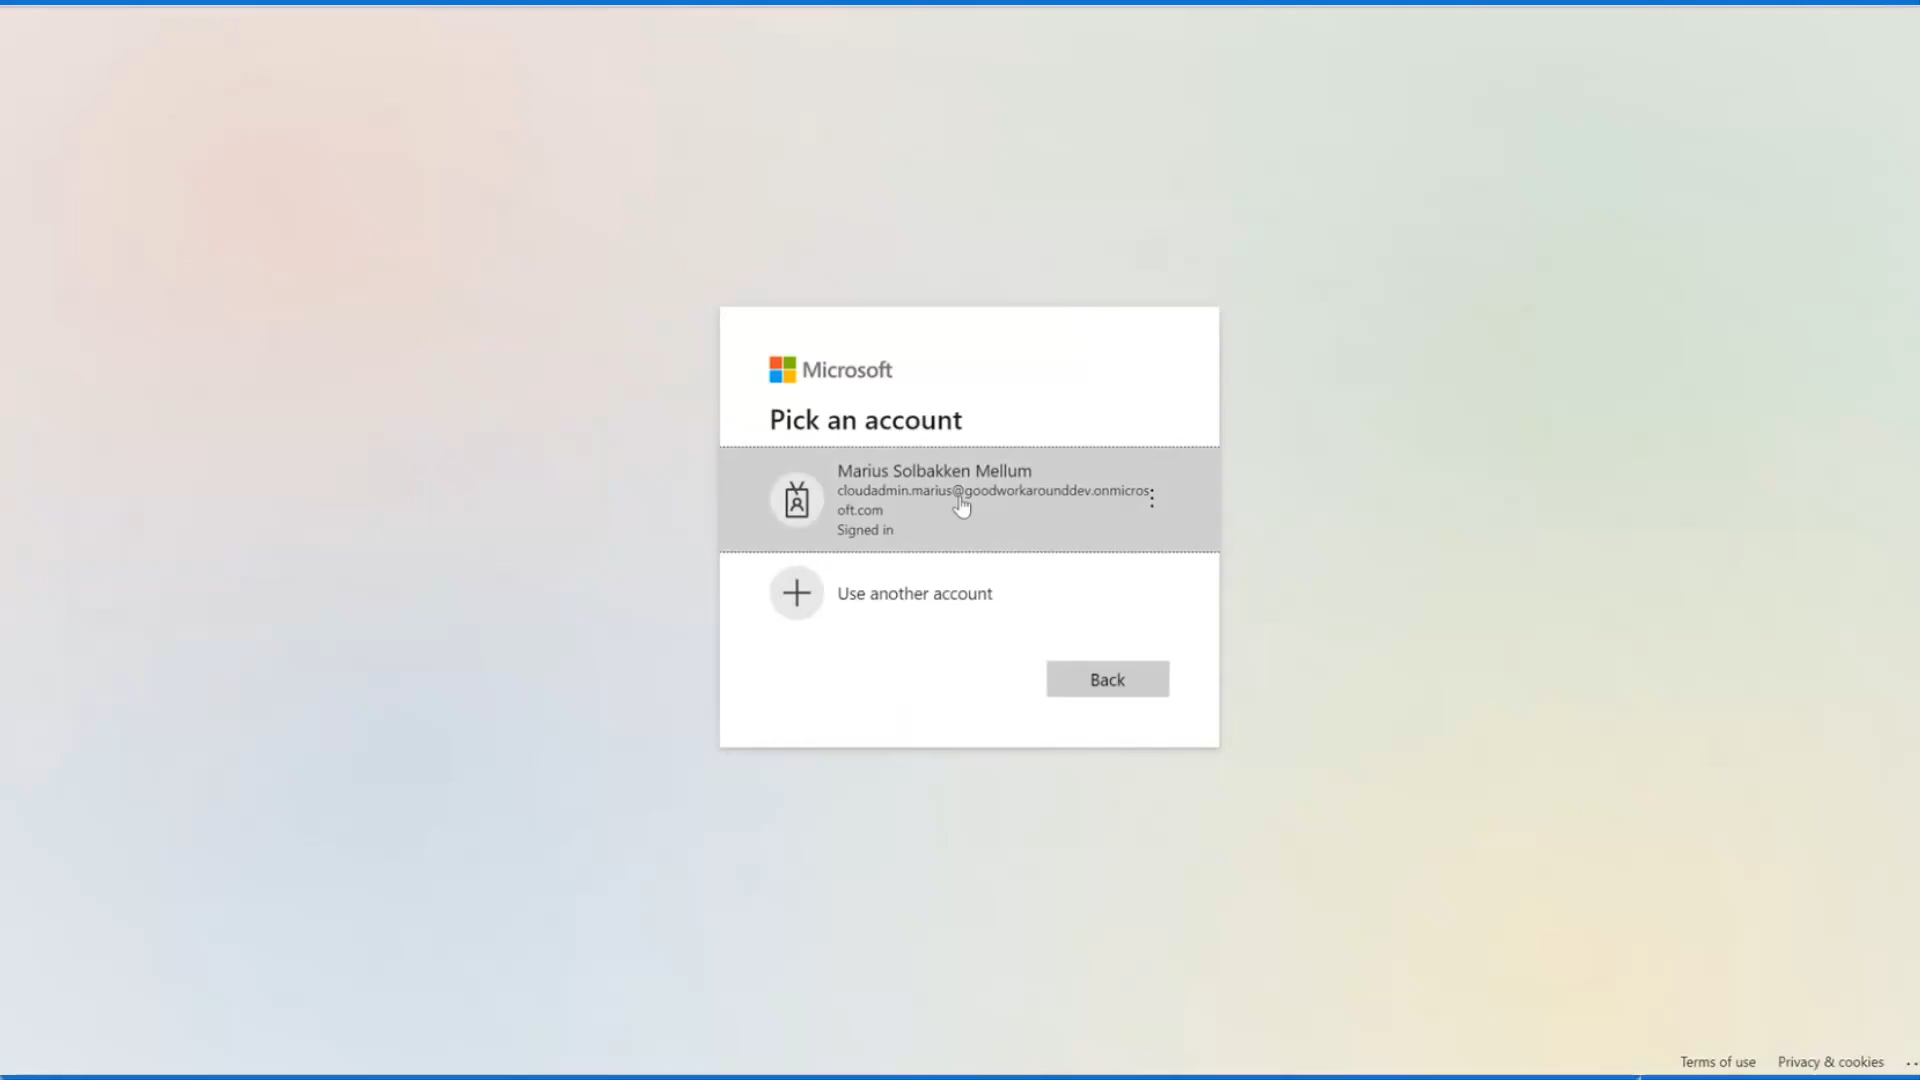 Microsoft
Pick an account
Marius Solbakken Mellum
cloudadmin.marius@goodworkarounddev.onmicros
oft.com
Signed in
Use another account
Back
Terms of use Privacy & cookies